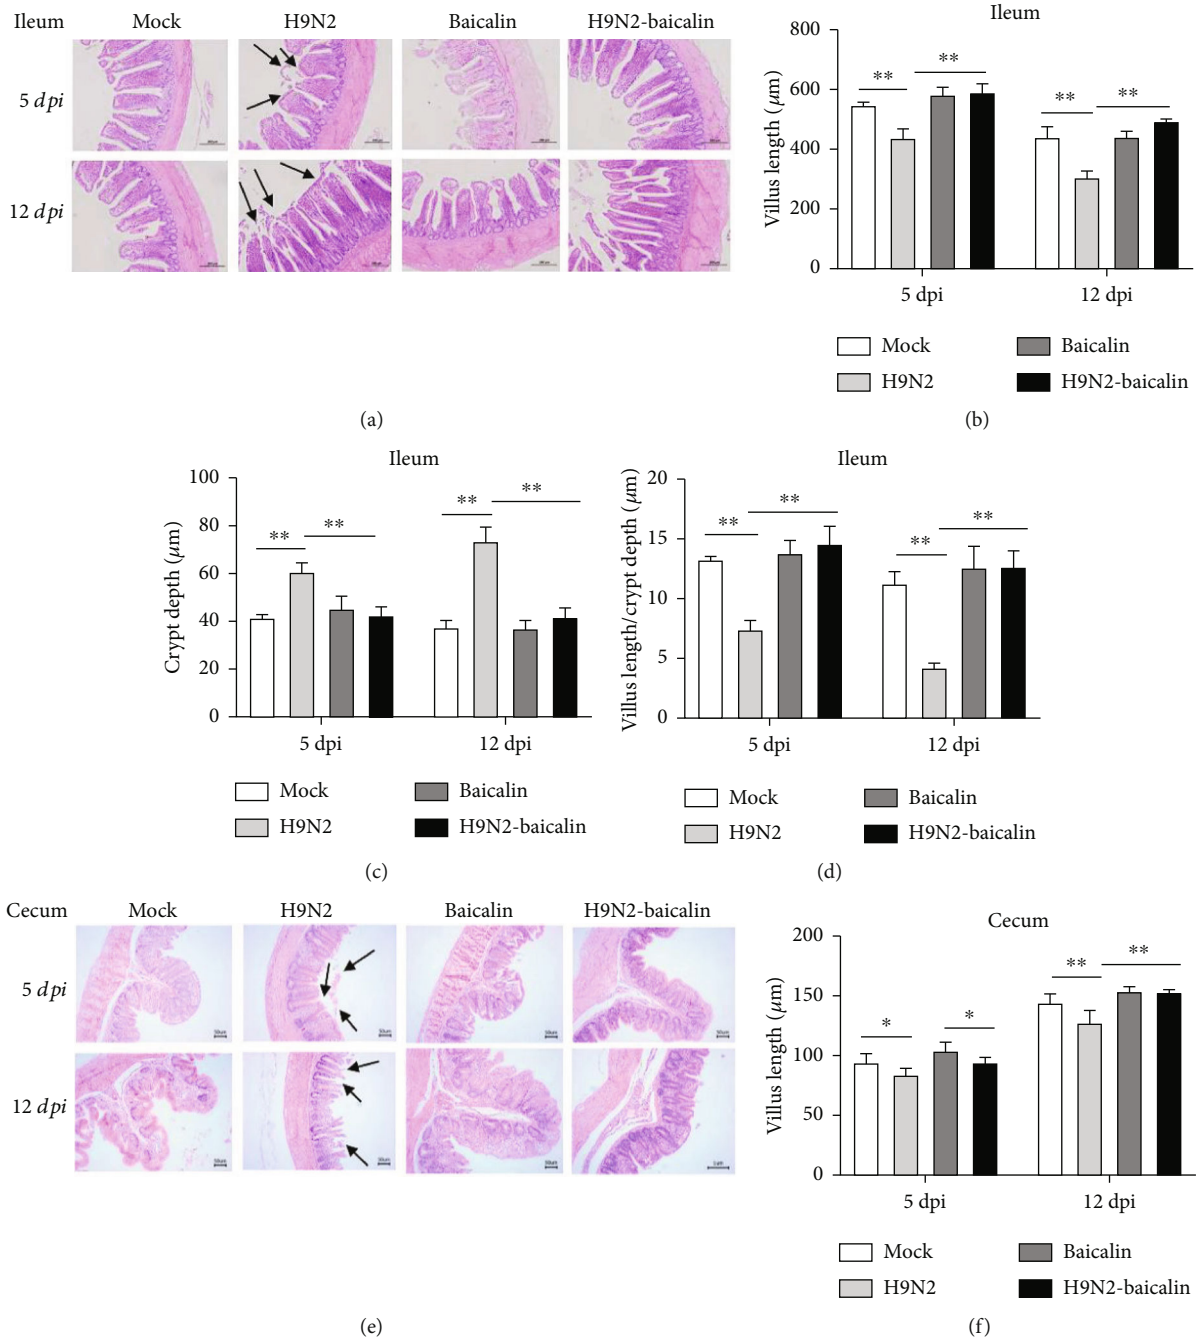 Ileum Mock H9N2 Baicalin H9N2-baicalin
5 dpi
12 dpi
(a)
Ileum
Villus length (μm)
800
600
400
200
0
** ** ** **
5 dpi 12 dpi
Mock Baicalin
H9N2 H9N2-baicalin
(b)
Ileum
Crypt depth (μm)
100
80
60
40
20
0
** ** ** **
5 dpi 12 dpi
Mock Baicalin
H9N2 H9N2-baicalin
(c)
Ileum
Villus length/crypt depth (μm)
20
15
10
5
0
** ** ** **
5 dpi 12 dpi
Mock Baicalin
H9N2 H9N2-baicalin
(d)
Cecum Mock H9N2 Baicalin H9N2-baicalin
5 dpi
12 dpi
(e)
Cecum
Villus length (μm)
200
150
100
50
0
* * ** **
5 dpi 12 dpi
Mock Baicalin
H9N2 H9N2-baicalin
(f)